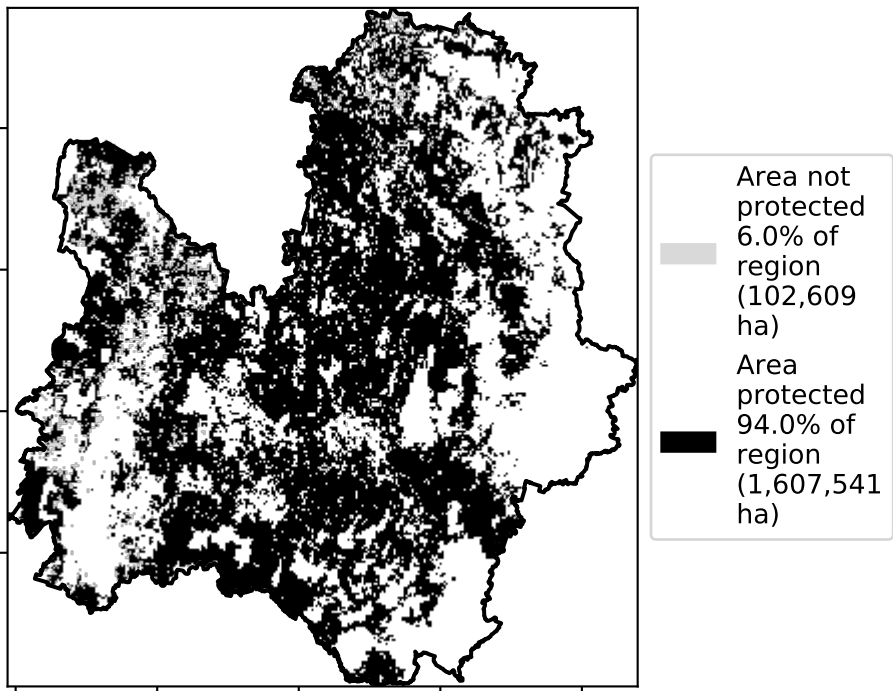 Area not
protected
6.0% of
region
(102,609
ha)
Area
protected
94.0% of
region
(1,607,541
ha)